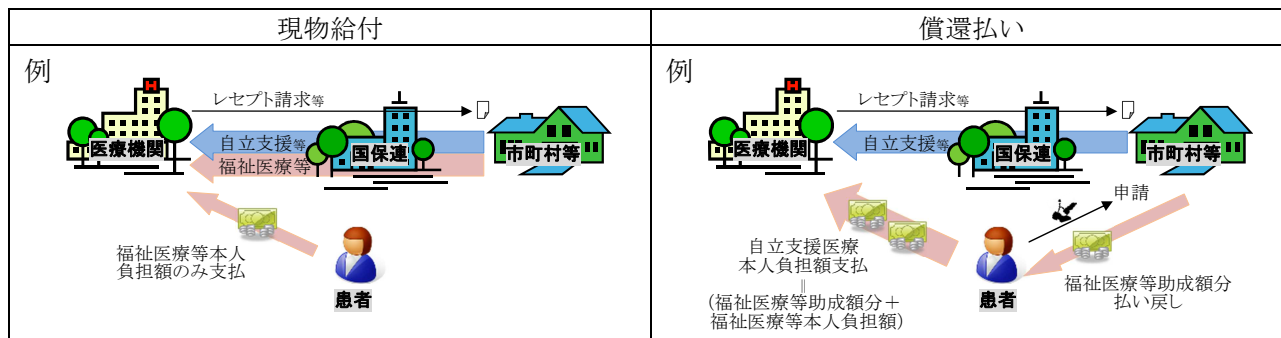 現物給付
例
レセプト請求等
自立支援等
福祉医療等
医療機関
国保連
市町村等
福祉医療等本人
負担額のみ支払
患者
償還払い
例
レセプト請求等
自立支援等
医療機関
国保連
市町村等
申請
自立支援医療
本人負担額支払
||
(福祉医療等助成額分+
福祉医療等本人負担額)
患者
福祉医療等助成額分
払い戻し